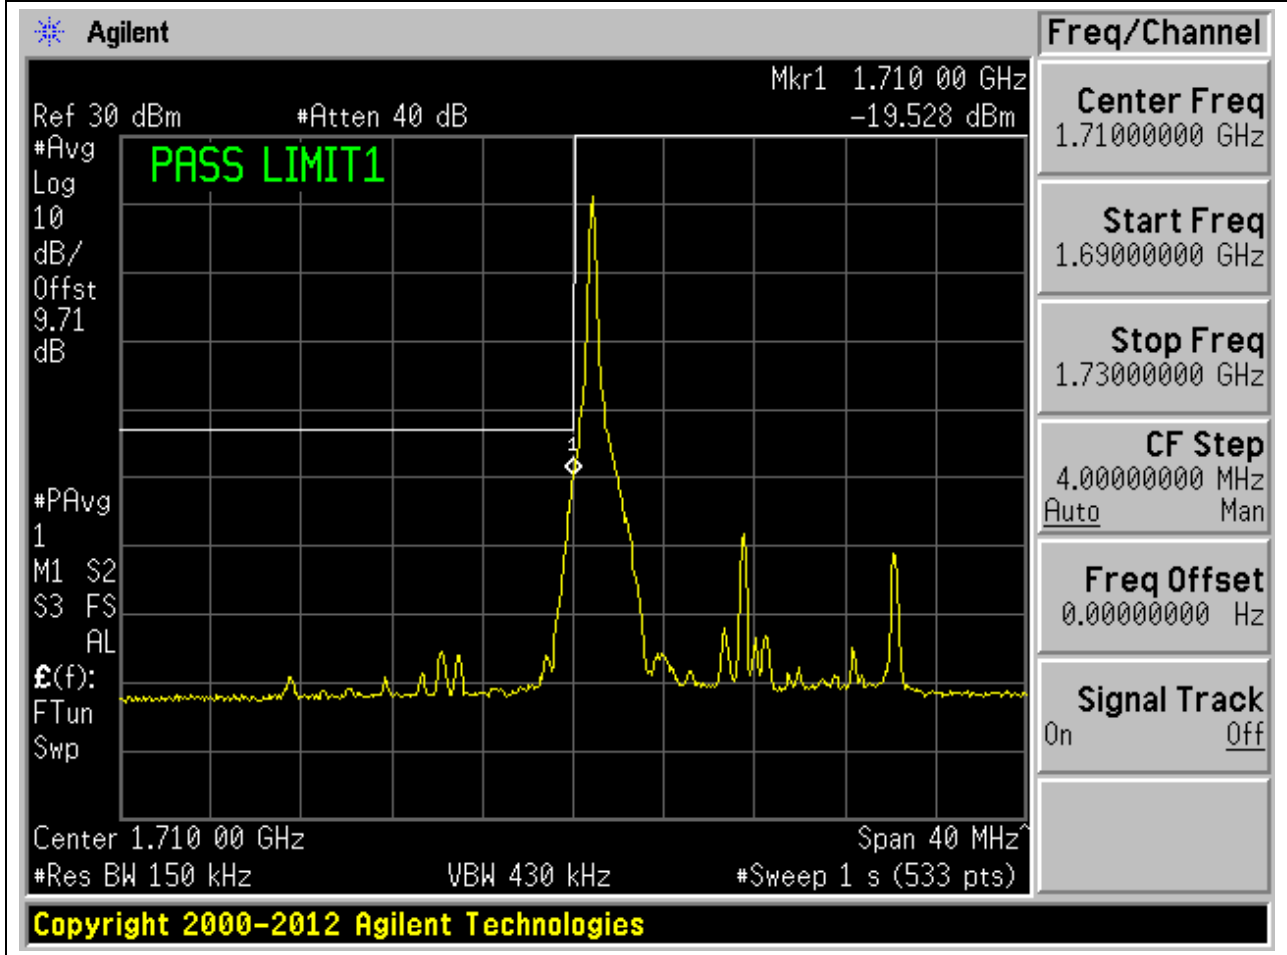 Agilent
Freq/Channel
Mkr1 1.710 00 GHz
Ref 30 dBm #Atten 40 dB -19.528 dBm
#Avg
Log
10
dB/
Offst
9.71
dB
PASS LIMIT1
1
#PAvg
1
M1 S2
S3 FS
AL
£(f):
FTun
Swp
Center 1.710 00 GHz Span 40 MHz^
#Res BW 150 kHz VBW 430 kHz #Sweep 1 s (533 pts)
Copyright 2000-2012 Agilent Technologies
Center Freq
1.71000000 GHz
Start Freq
1.69000000 GHz
Stop Freq
1.73000000 GHz
CF Step
4.00000000 MHz
Auto Man
Freq Offset
0.00000000 Hz
Signal Track
On Off